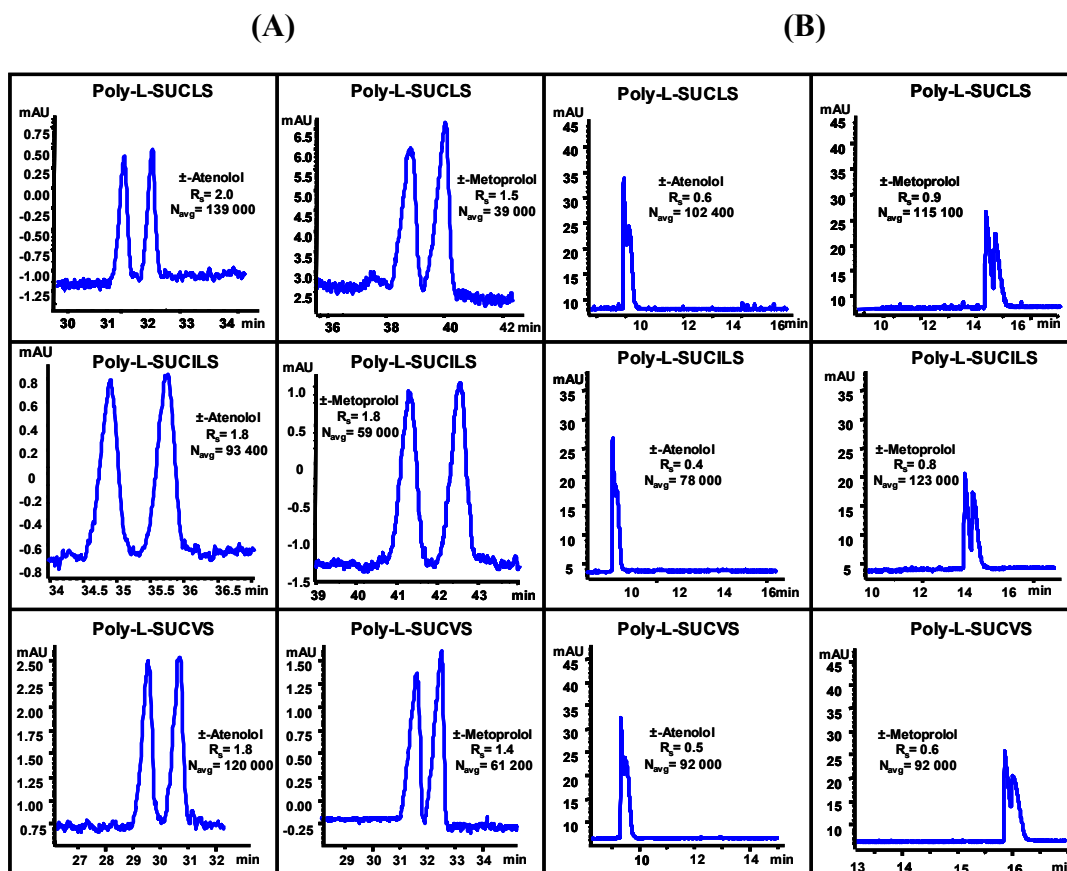 (A)
(B)
Poly-L-SUCLS
mAU
0.75
0.50
0.25
0.00
-0.25
-0.50
-0.75
-1.00
-1.25
±-Atenolol
Rs= 2.0
Navg= 139 000
30 31 32 33 34 min
Poly-L-SUCLS
mAU
6.5
6.0
5.5
5.0
4.5
4.0
3.5
3.0
2.5
±-Metoprolol
Rs= 1.5
Navg= 39 000
36 38 40 42 min
Poly-L-SUCLS
mAU
45
40
35
30
25
20
15
10
±-Atenolol
Rs= 0.6
Navg= 102 400
10 12 14 16 min
Poly-L-SUCLS
mAU
45
40
35
30
25
20
15
10
±-Metoprolol
Rs= 0.9
Navg= 115 100
10 12 14 16 min
Poly-L-SUCILS
mAU
0.8
0.6
0.4
0.2
0
-0.2
-0.4
-0.6
-0.8
±-Atenolol
Rs= 1.8
Navg= 93 400
34 34.5 35 35.5 36 36.5 min
Poly-L-SUCILS
mAU
1.0
0.5
0
-0.5
-1.0
-1.5
±-Metoprolol
Rs= 1.8
Navg= 59 000
39 40 41 42 43 min
Poly-L-SUCILS
mAU
35
30
25
20
15
10
5
±-Atenolol
Rs= 0.4
Navg= 78 000
10 12 14 16 min
Poly-L-SUCILS
mAU
35
30
25
20
15
10
5
±-Metoprolol
Rs= 0.8
Navg= 123 000
10 12 14 16 min
Poly-L-SUCVS
mAU
2.50
2.25
2.00
1.75
1.50
1.25
1.00
0.75
±-Atenolol
Rs= 1.8
Navg= 120 000
27 28 29 30 31 32 min
Poly-L-SUCVS
mAU
1.50
1.25
1.00
0.75
0.50
0.25
0.00
-0.25
±-Metoprolol
Rs= 1.4
Navg= 61 200
29 30 31 32 33 34 min
Poly-L-SUCVS
mAU
45
40
35
30
25
20
15
10
±-Atenolol
Rs= 0.5
Navg= 92 000
10 12 14 min
Poly-L-SUCVS
mAU
45
40
35
30
25
20
15
10
±-Metoprolol
Rs= 0.6
Navg= 92 000
13 14 15 16 min